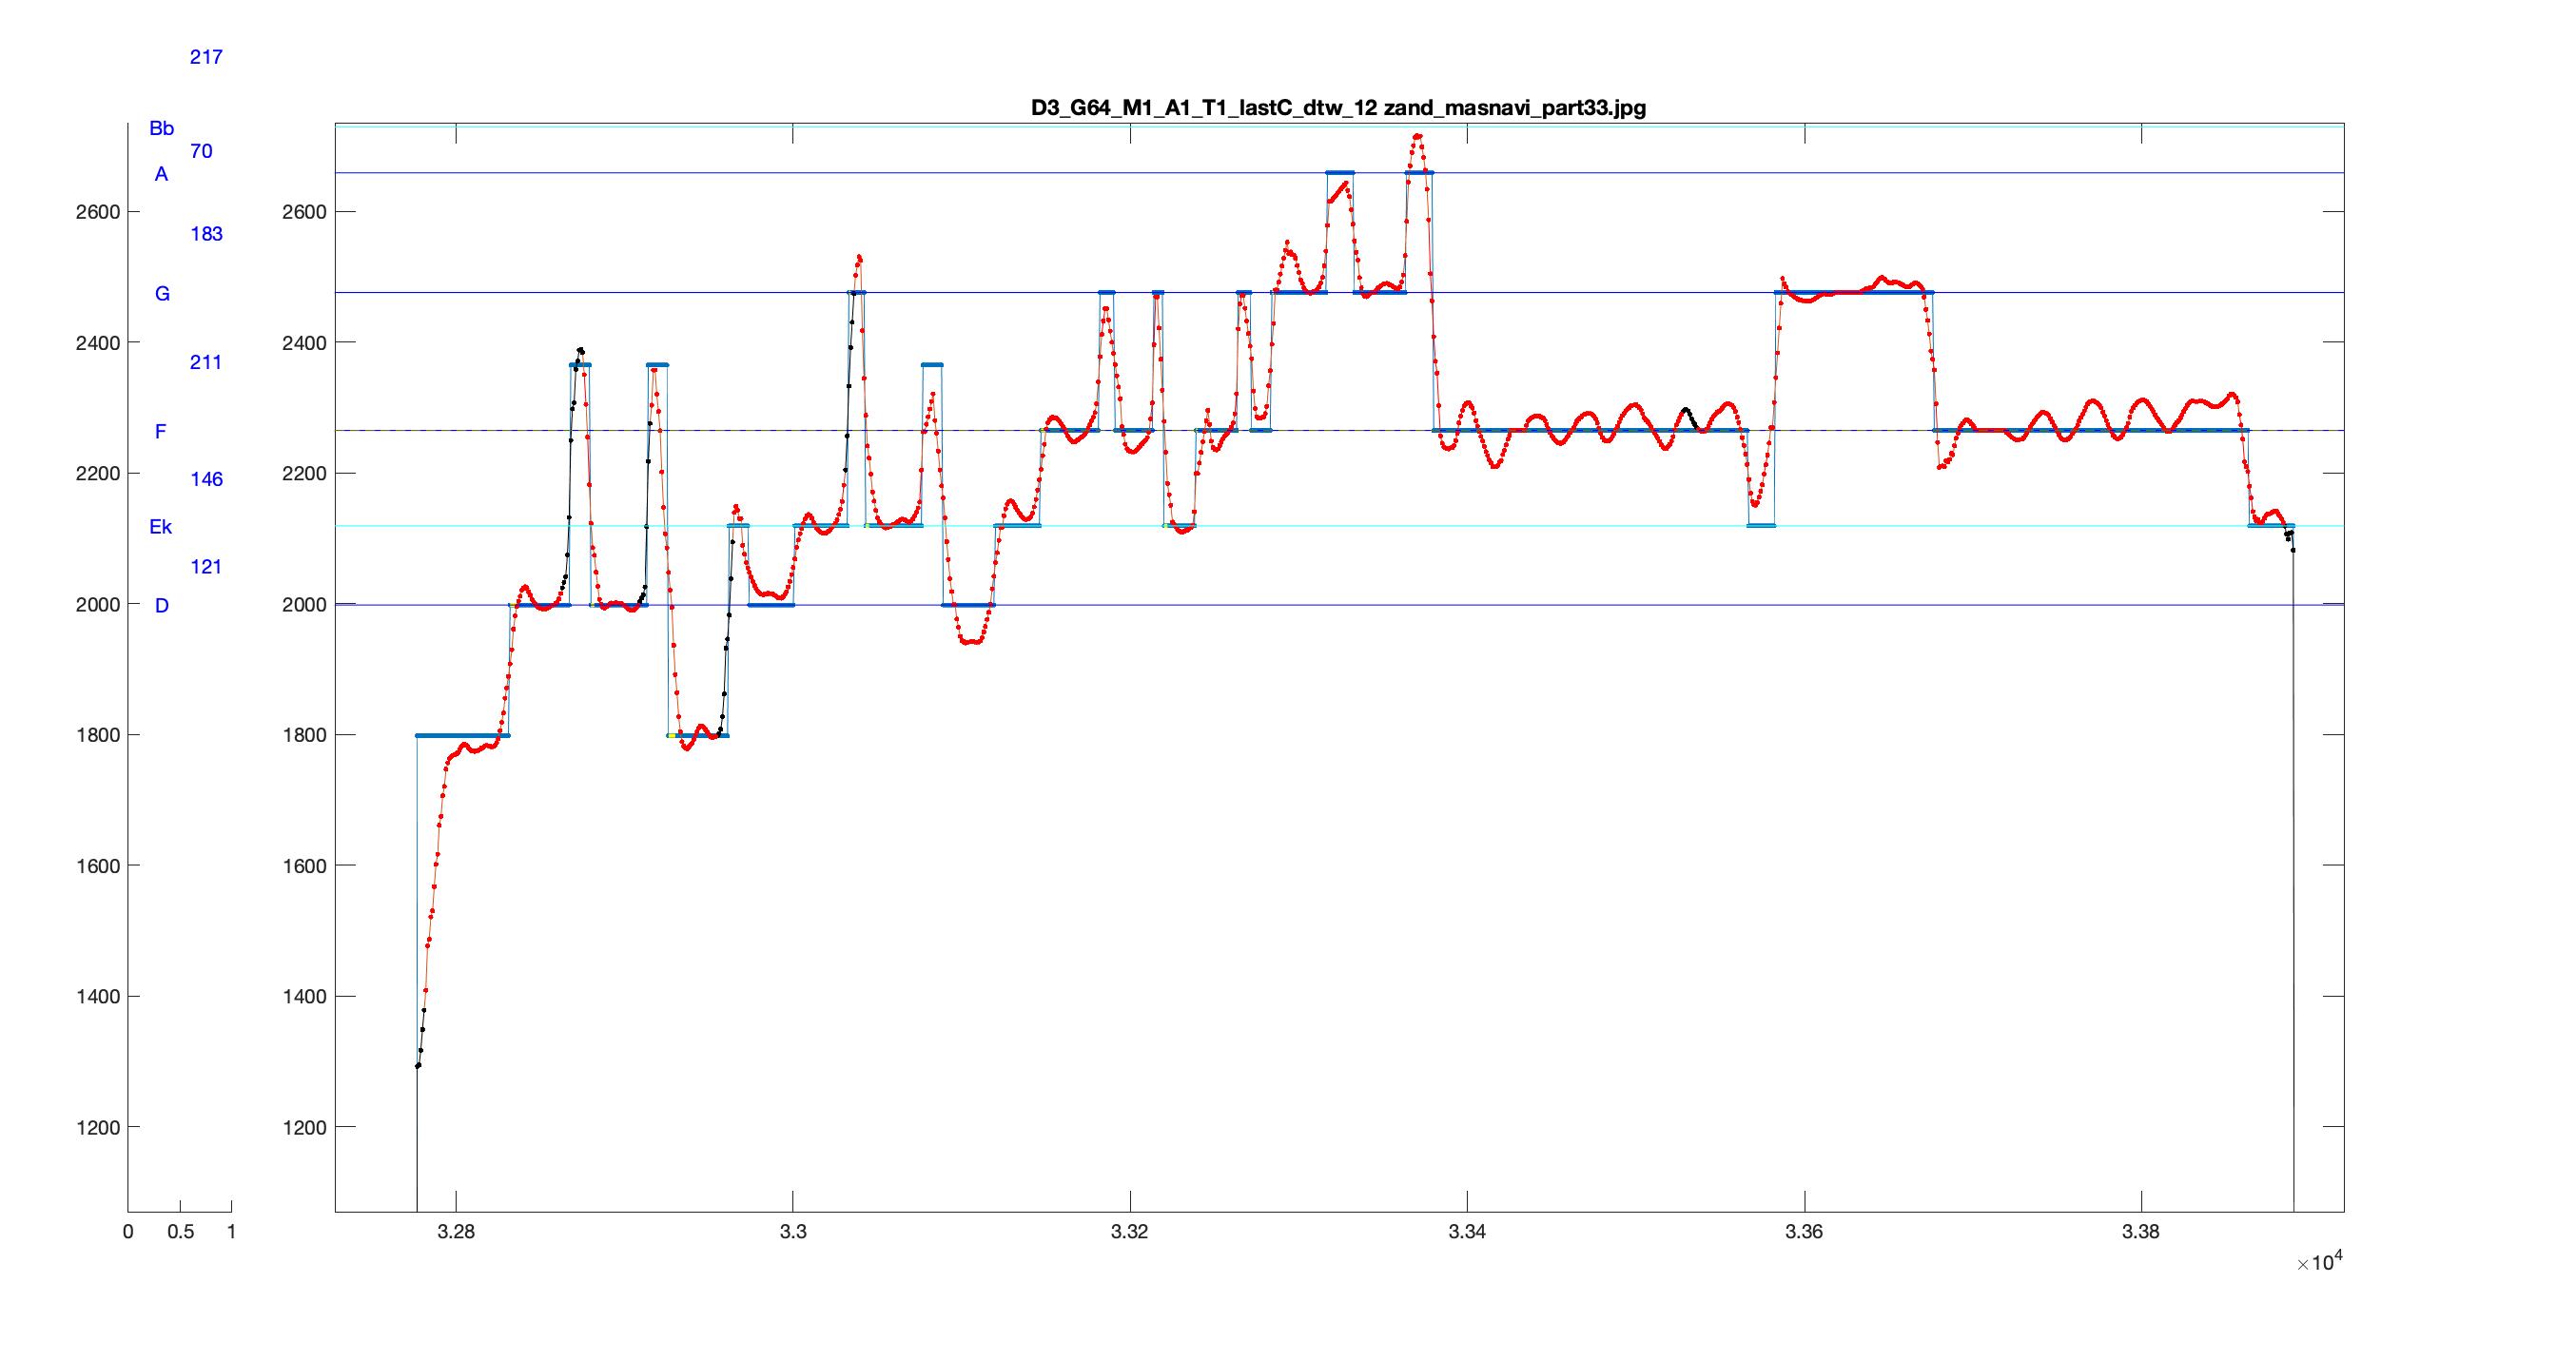 217
D3_G64_M1_A1_T1_lastC_dtw_12 zand_masnavi_part33.jpg
Bb
70
A
2600 2600
183
G
2400 2400
211
F
2200 2200
146
Ek
121
2000 D 2000
1800 1800
1600 1600
1400 1400
1200 1200
0 0.5 1 3.28 3.3 3.32 3.34 3.36 3.38
×10⁴